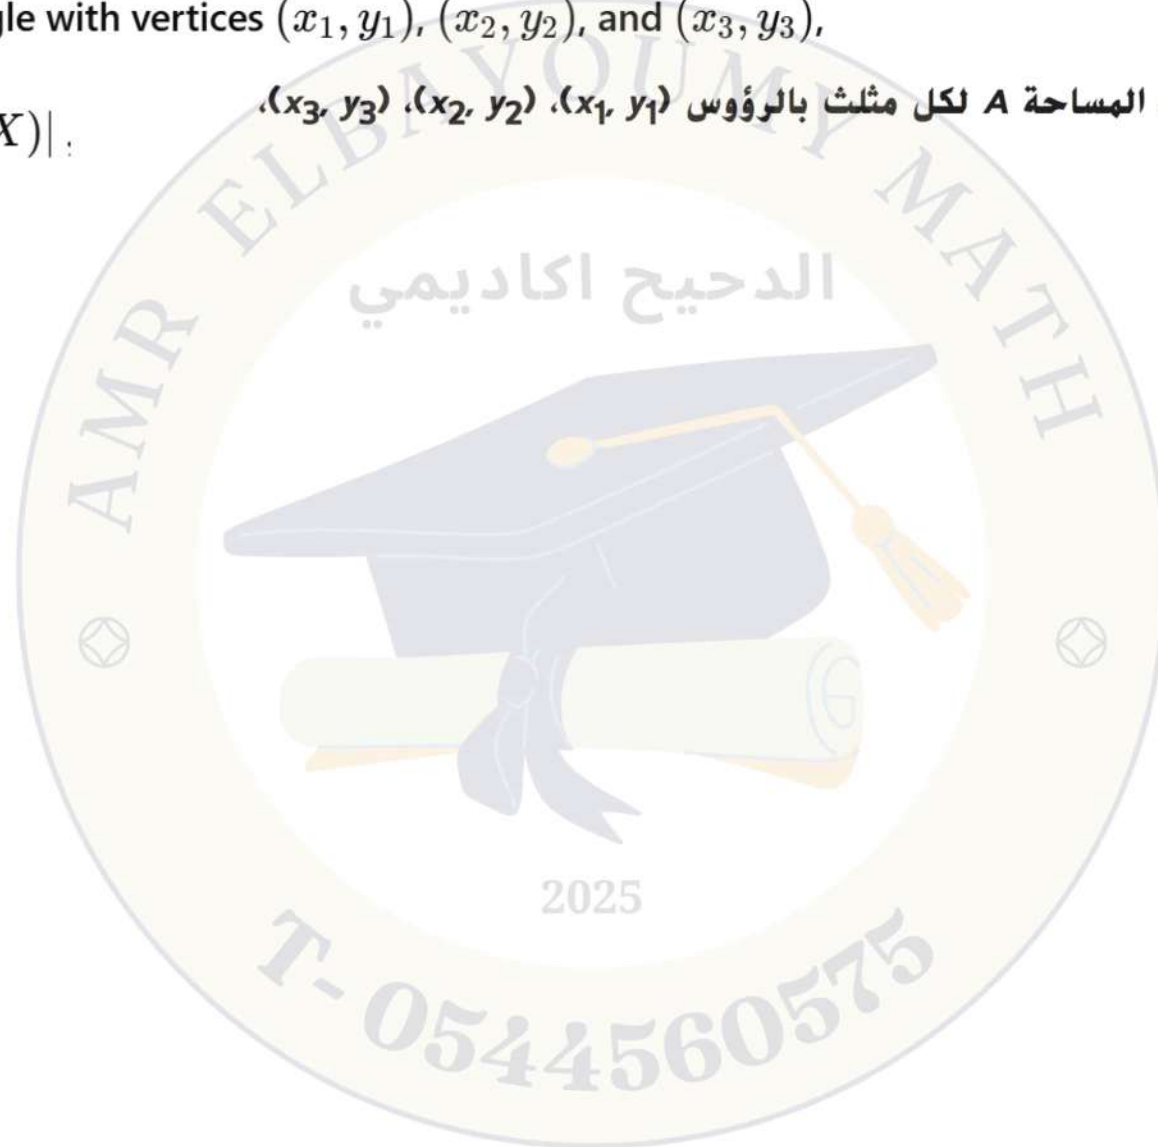 gle with vertices (x₁, y₁), (x₂, y₂), and (x₃, y₃),
المساحة A لكل مثلث بالرؤوس (x₁, y₁)، (x₂, y₂)، (x₃, y₃)،
X)|
AMR ELBAYOUMY MATH
الدحيح اكاديمي
2025
T- 0544560575